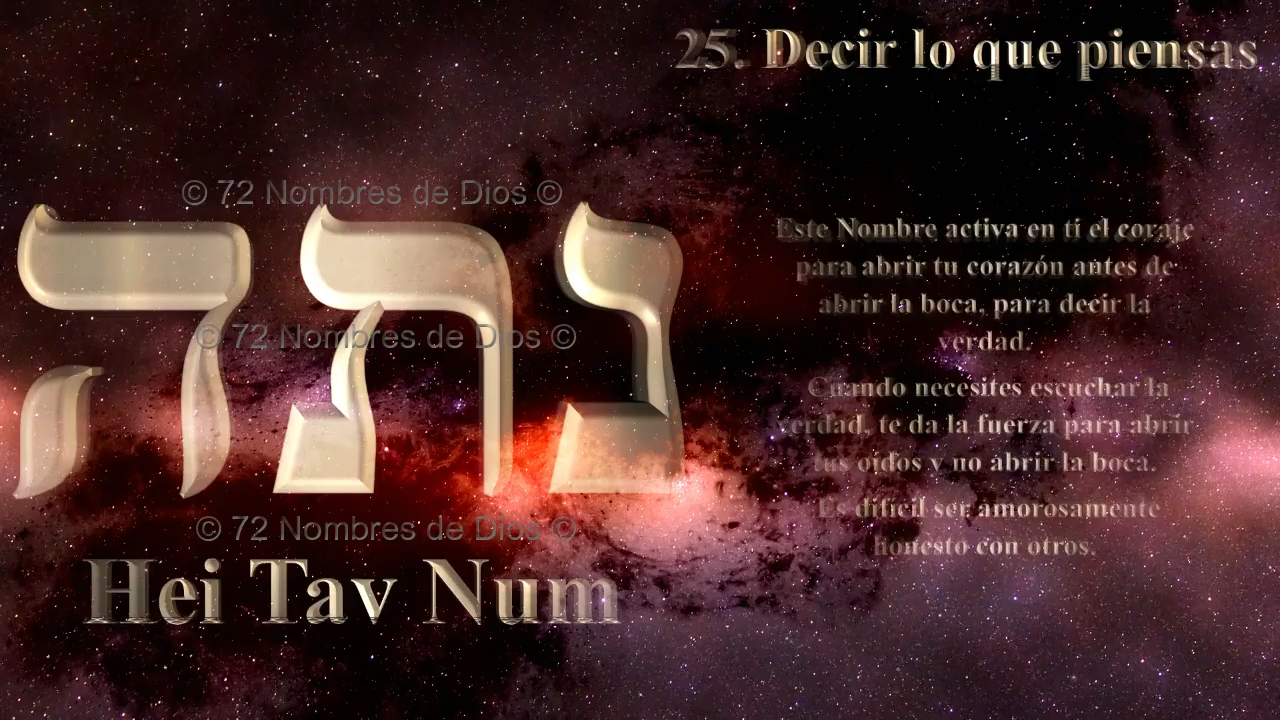 25. Decir lo que piensas
© 72 Nombres de Dios ©
נתה
© 72 Nombres de Dios ©
© 72 Nombres de Dios ©
Hei Tav Num
Este Nombre activa en tí el coraje
para abrir tu corazón antes de
abrir la boca, para decir la
verdad.
Cuando necesites escuchar la
verdad, te da la fuerza para abrir
tus oídos y no abrir la boca.
Es difícil ser amorosamente
honesto con otros.